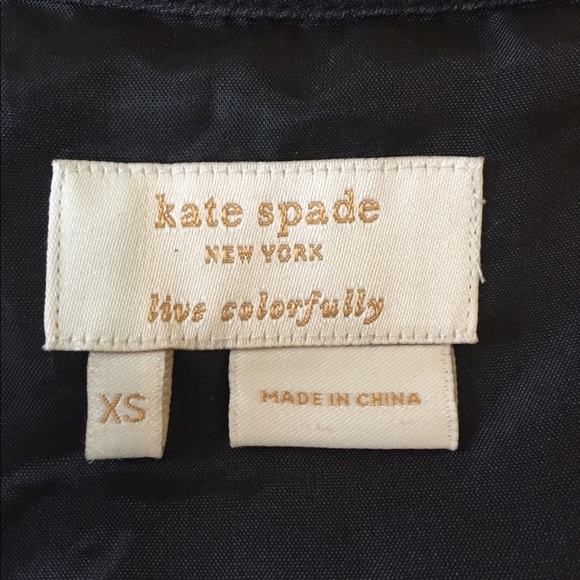 kate spade
NEW YORK
live colorfully
XS
MADE IN CHINA